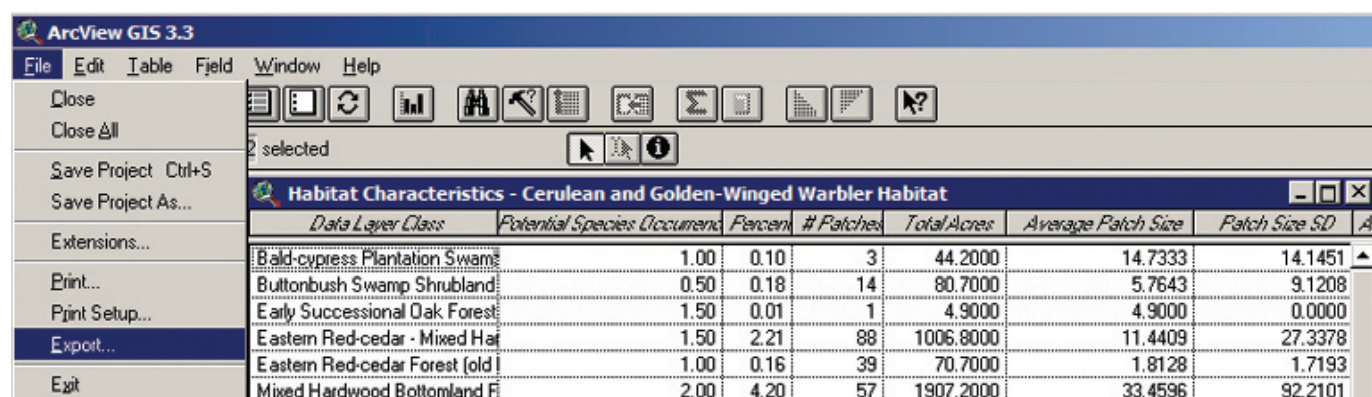 ArcView GIS 3.3
File Edit Table Field Window Help
Close
Close All
Save Project Ctrl+S
Save Project As...
Extensions...
Print...
Print Setup...
Export...
Exit
2 selected
Habitat Characteristics - Cerulean and Golden-Winged Warbler Habitat
Data Layer Class Potential Species Occurrenc Percent # Patches Total Acres Average Patch Size Patch Size SD A
Bald-cypress Plantation Swam 1.00 0.10 3 44.2000 14.7333 14.1451
Buttonbush Swamp Shrubland 0.50 0.18 14 80.7000 5.7643 9.1208
Early Successional Oak Forest 1.50 0.01 1 4.9000 4.9000 0.0000
Eastern Red-cedar - Mixed Har 1.50 2.21 88 1006.8000 11.4409 27.3378
Eastern Red-cedar Forest (old 1.00 0.16 39 70.7000 1.8128 1.7193
Mixed Hardwood Bottomland F 2.00 4.20 57 1907.2000 33.4596 92.2101